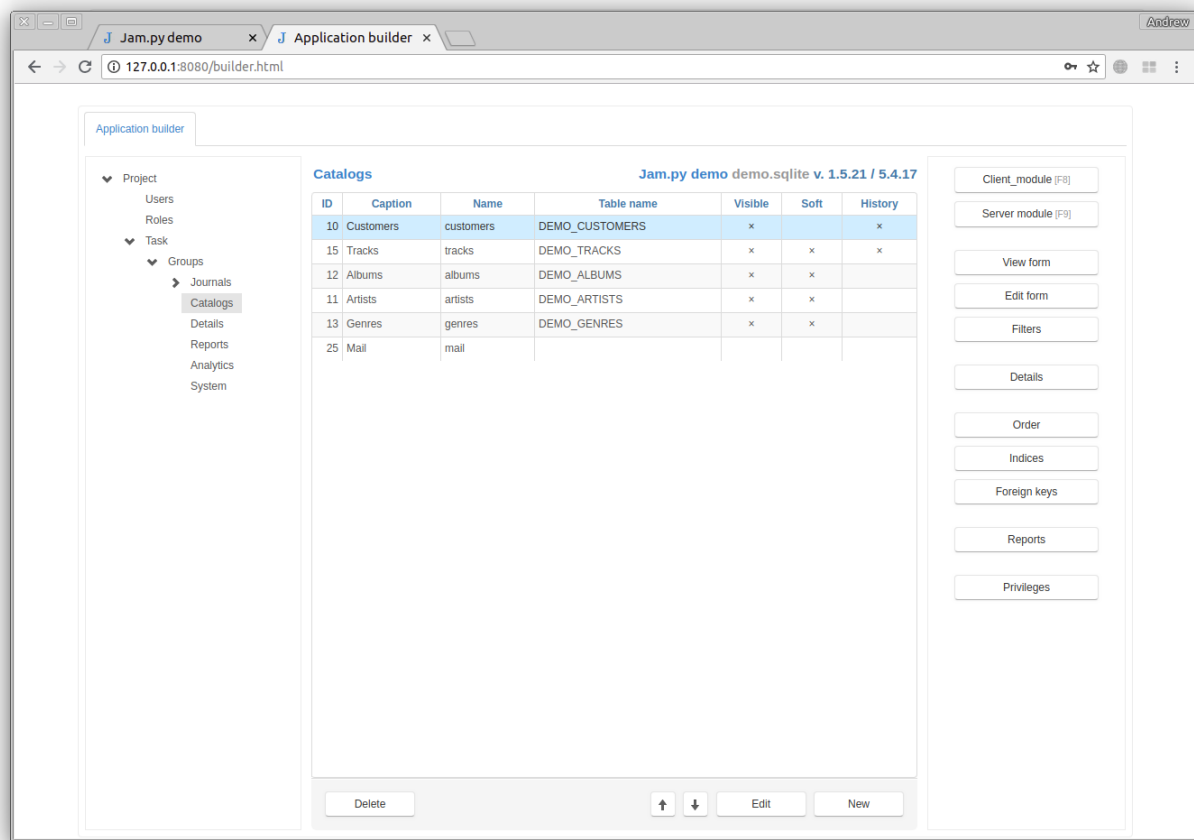 Andrew
Jam.py demo
Application builder
127.0.0.1:8080/builder.html
Application builder
Project
Users
Roles
Task
Groups
Journals
Catalogs
Details
Reports
Analytics
System
Catalogs Jam.py demo demo.sqlite v. 1.5.21 / 5.4.17
ID Caption Name Table name Visible Soft History
10 Customers customers DEMO_CUSTOMERS × ×
15 Tracks tracks DEMO_TRACKS × × ×
12 Albums albums DEMO_ALBUMS × ×
11 Artists artists DEMO_ARTISTS × ×
13 Genres genres DEMO_GENRES × ×
25 Mail mail
Delete Edit New
Client_module [F8]
Server module [F9]
View form
Edit form
Filters
Details
Order
Indices
Foreign keys
Reports
Privileges